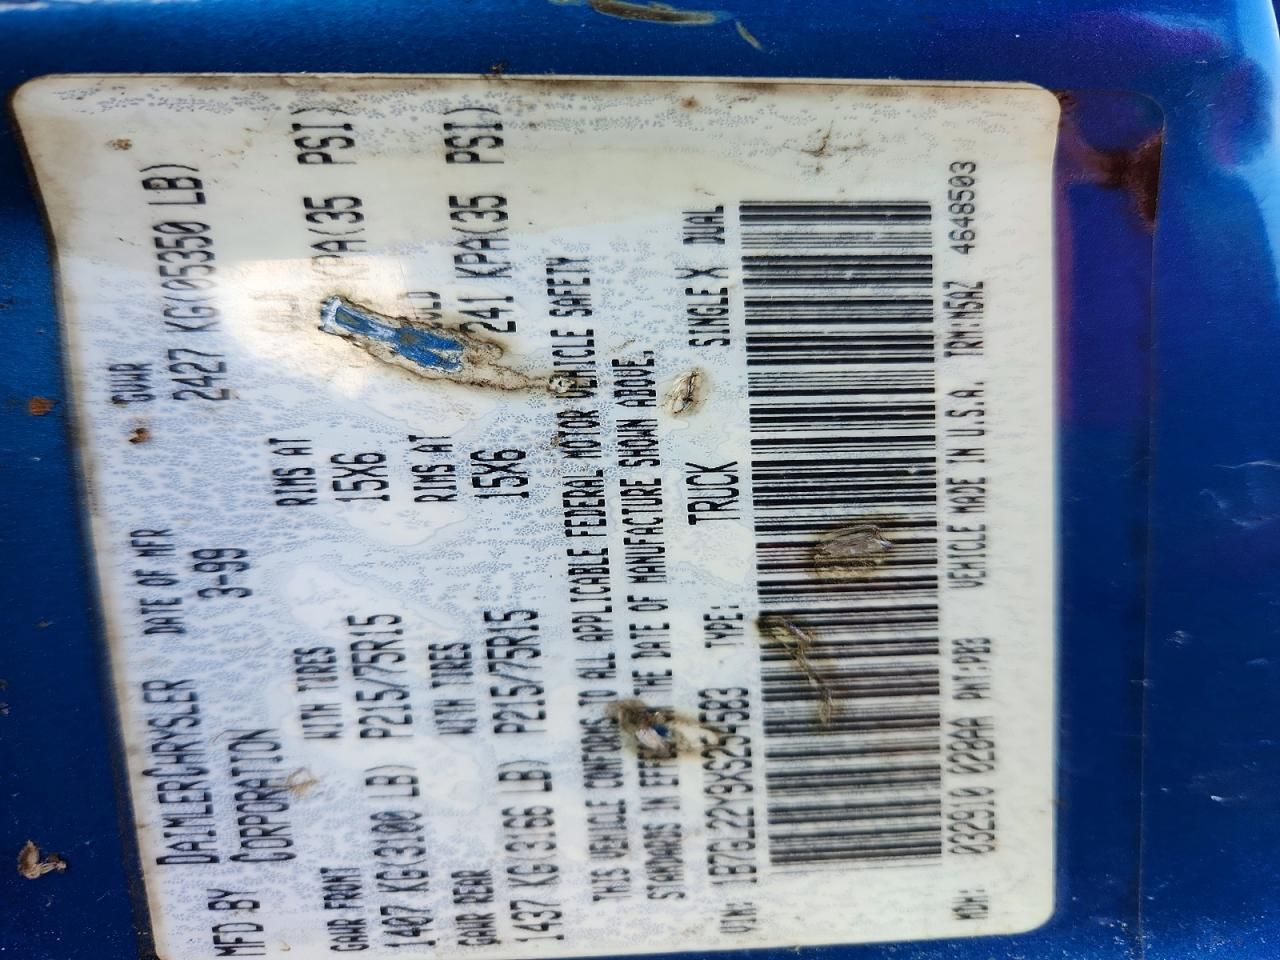 MFD BY DAIMLERCHRYSLER CORPORATION DATE OF MFR 3-99 GVWR 2427 KG(05350 LB)
GAWR FRONT WITH TIRES RIMS AT
1407 KG(3100 LB) P215/75R15 15X6 KPA(35 PSI)
GAWR REAR WITH TIRES RIMS AT
1437 KG(3166 LB) P215/75R15 15X6 241 KPA(35 PSI)
THIS VEHICLE CONFORMS TO ALL APPLICABLE FEDERAL MOTOR VEHICLE SAFETY
STANDARDS IN EFFECT THE DATE OF MANUFACTURE SHOWN ABOVE.
VIN: TYPE: TRUCK SINGLE X DUAL
MDH: 032910 028AA PNT:PB3 VEHICLE MADE IN U.S.A. TRM:M5AZ 4648503